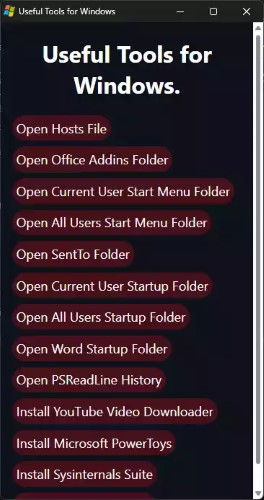 Useful Tools for Windows
Useful Tools for
Windows.
Open Hosts File
Open Office Addins Folder
Open Current User Start Menu Folder
Open All Users Start Menu Folder
Open SentTo Folder
Open Current User Startup Folder
Open All Users Startup Folder
Open Word Startup Folder
Open PSReadLine History
Install YouTube Video Downloader
Install Microsoft PowerToys
Install Sysinternals Suite